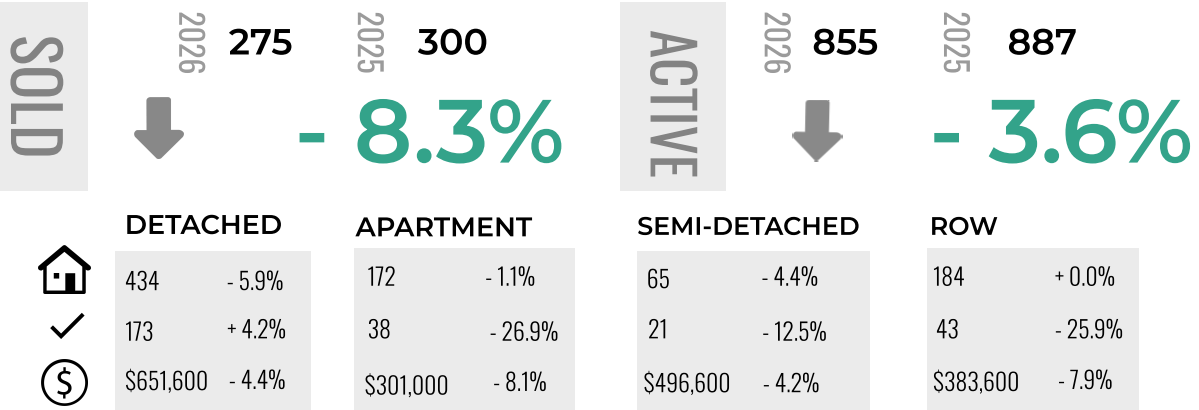 SOLD
2026 275
2025 300
- 8.3%
ACTIVE
2026 855
2025 887
- 3.6%
DETACHED
434 - 5.9%
173 + 4.2%
$651,600 - 4.4%
APARTMENT
172 - 1.1%
38 - 26.9%
$301,000 - 8.1%
SEMI-DETACHED
65 - 4.4%
21 - 12.5%
$496,600 - 4.2%
ROW
184 + 0.0%
43 - 25.9%
$383,600 - 7.9%
$